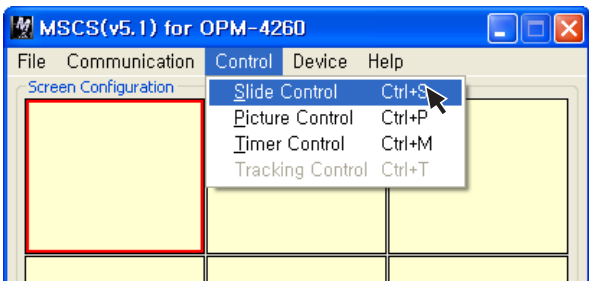 MSCS(v5.1) for OPM-4260
File Communication Control Device Help
Screen Configuration
Slide Control Ctrl+S
Picture Control Ctrl+P
Timer Control Ctrl+M
Tracking Control Ctrl+T